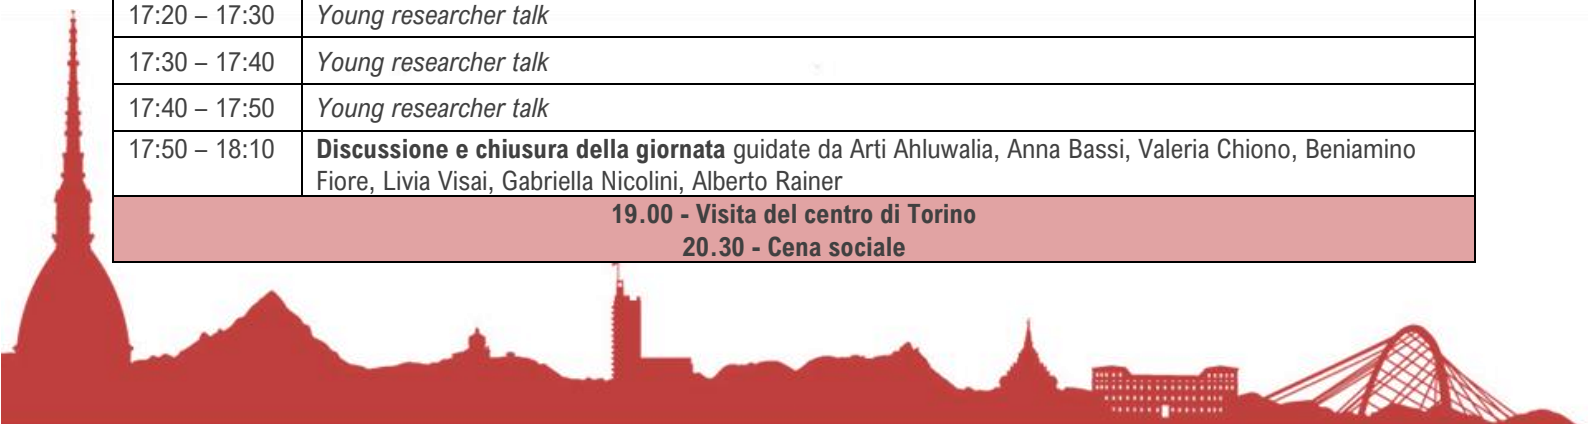 17:20 – 17:30 Young researcher talk
17:30 – 17:40 Young researcher talk
17:40 – 17:50 Young researcher talk
17:50 – 18:10 Discussione e chiusura della giornata guidate da Arti Ahluwalia, Anna Bassi, Valeria Chiono, Beniamino
Fiore, Livia Visai, Gabriella Nicolini, Alberto Rainer
19.00 - Visita del centro di Torino
20.30 - Cena sociale